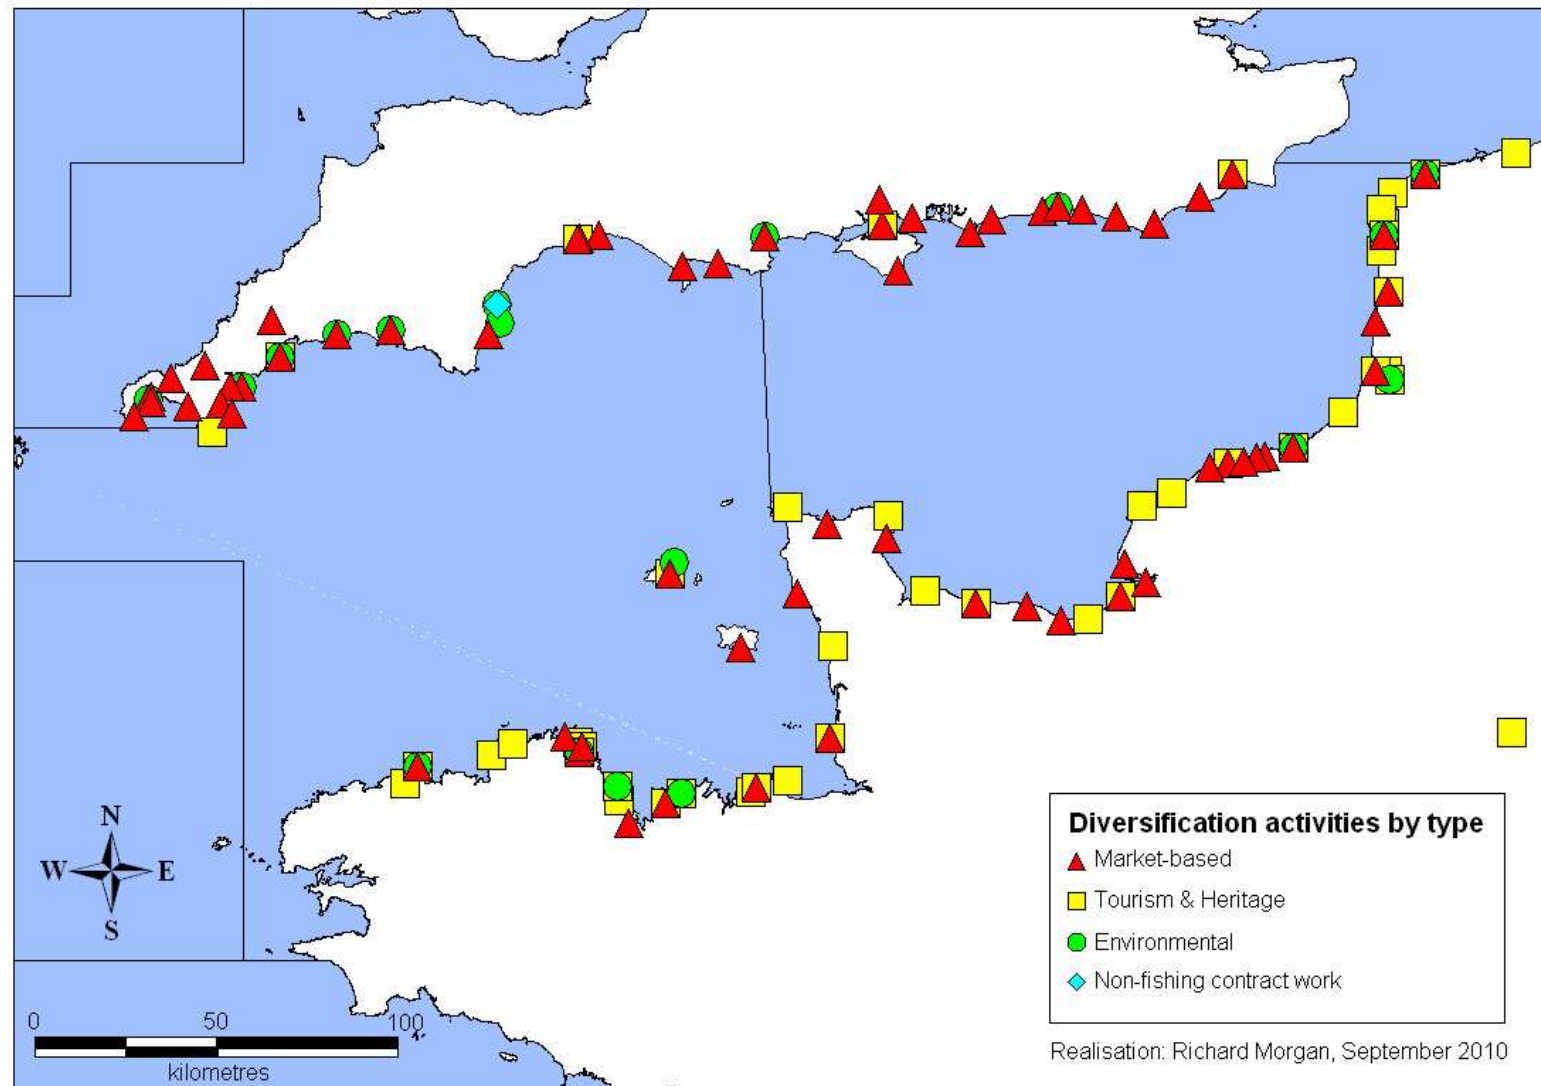 N
W E
S
0 50 100
kilometres
Diversification activities by type
Market-based
Tourism & Heritage
Environmental
Non-fishing contract work
Realisation: Richard Morgan, September 2010